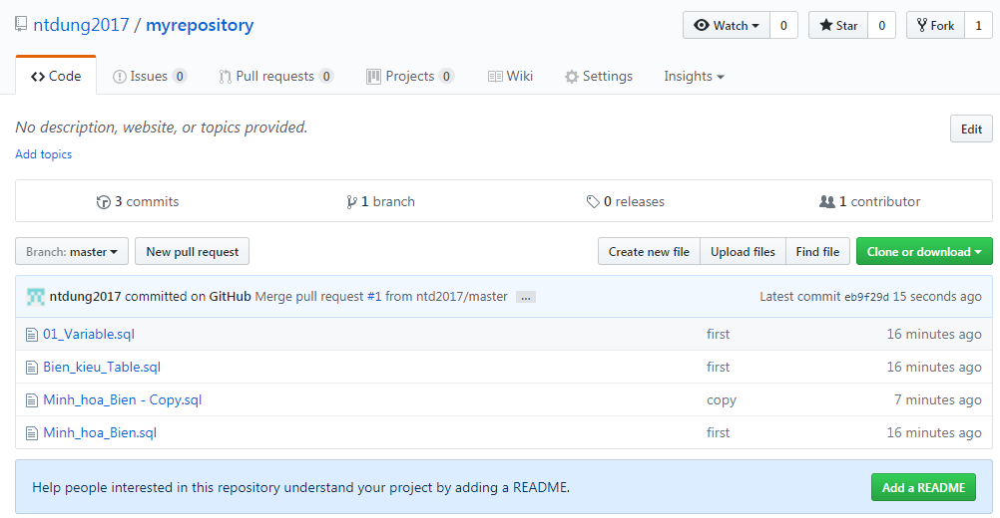 ntdung2017 / myrepository Watch 0 Star 0 Fork 1
Code Issues 0 Pull requests 0 Projects 0 Wiki Settings Insights
No description, website, or topics provided. Edit
Add topics
3 commits 1 branch 0 releases 1 contributor
Branch: master New pull request Create new file Upload files Find file Clone or download
ntdung2017 committed on GitHub Merge pull request #1 from ntd2017/master ... Latest commit eb9f29d 15 seconds ago
01_Variable.sql first 16 minutes ago
Bien_kieu_Table.sql first 16 minutes ago
Minh_hoa_Bien - Copy.sql copy 7 minutes ago
Minh_hoa_Bien.sql first 16 minutes ago
Help people interested in this repository understand your project by adding a README. Add a README